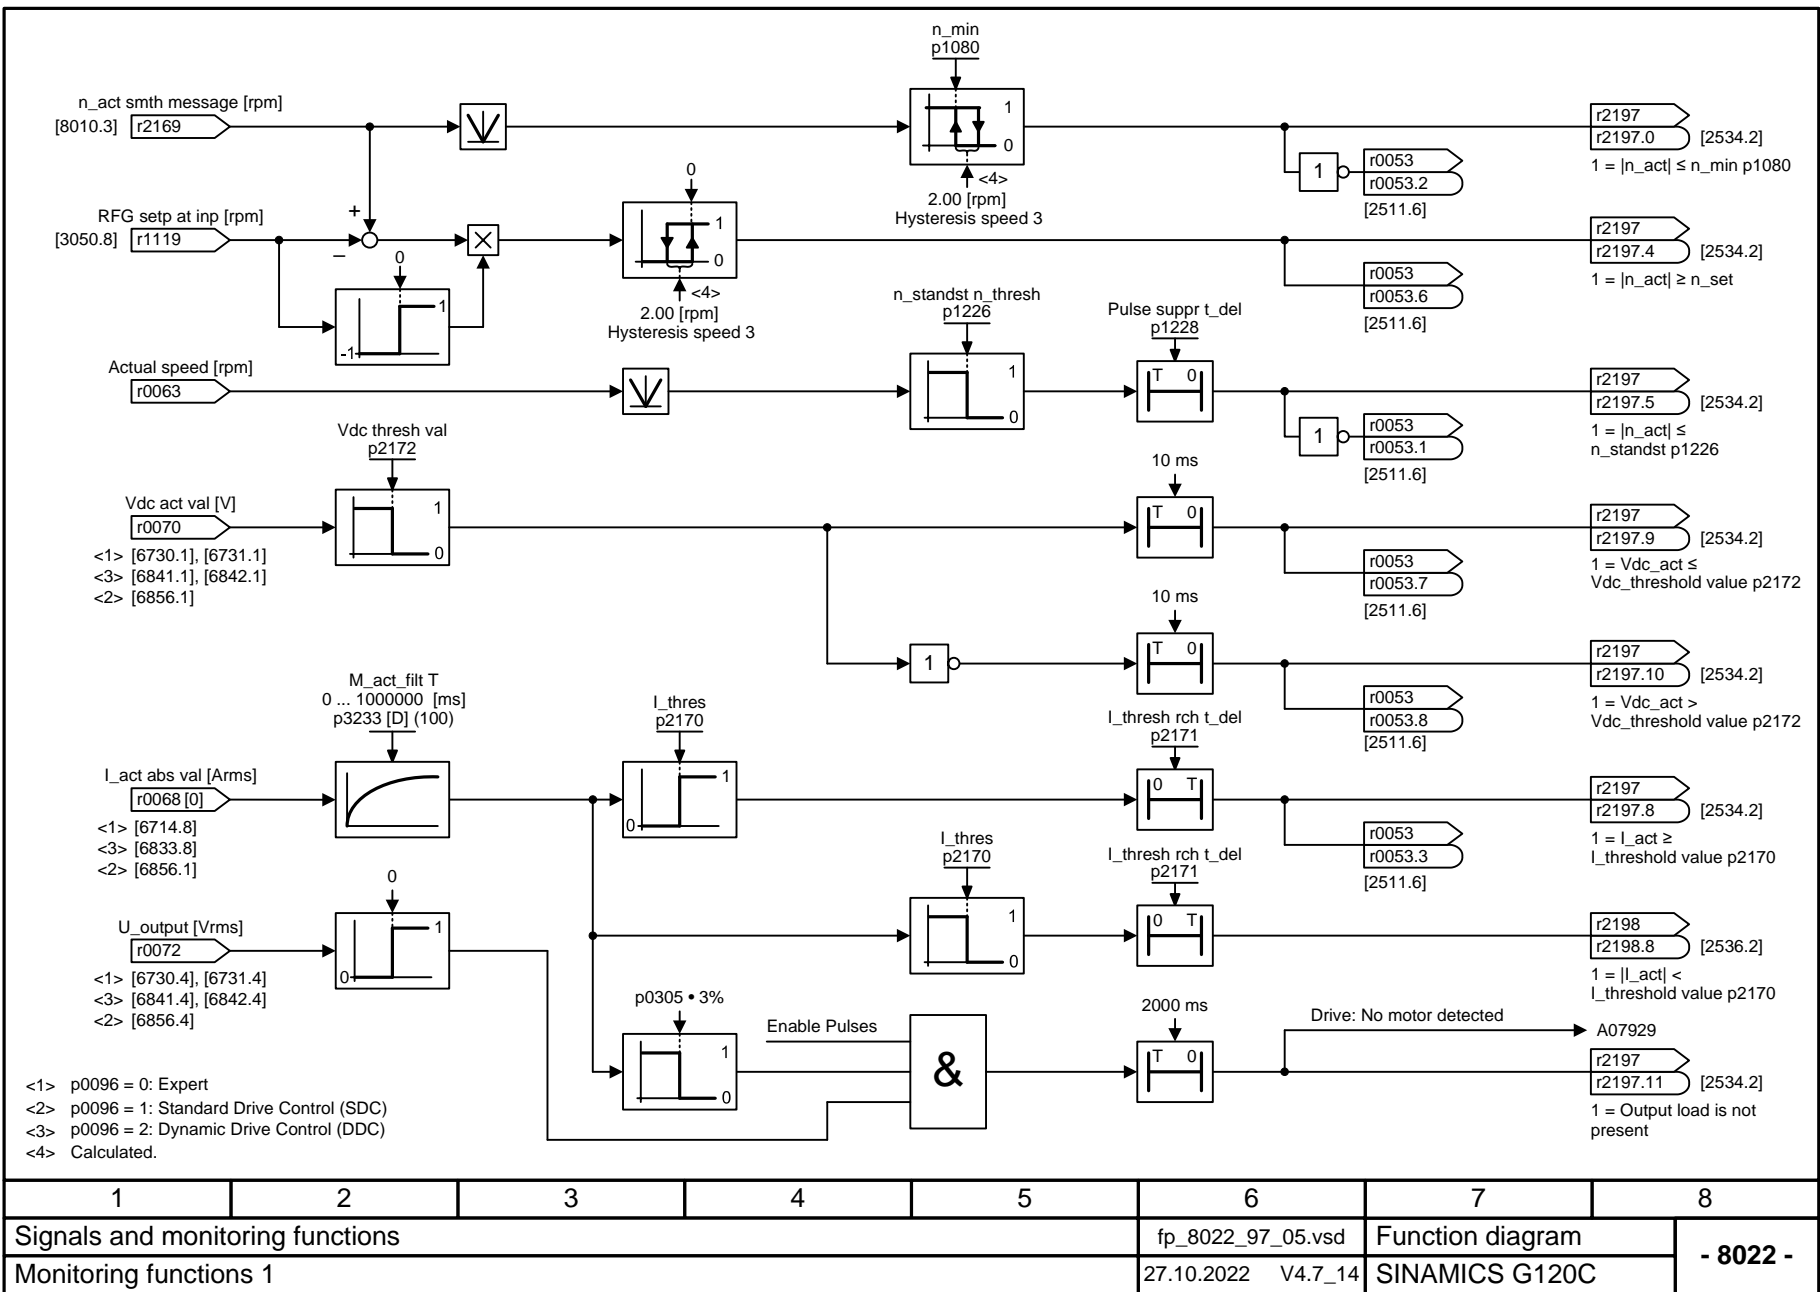 n_min
p1080
n_act smth message [rpm]
[8010.3] r2169
1
0
<4>
2.00 [rpm]
Hysteresis speed 3
1
r0053
r0053.2
[2511.6]
r2197
r2197.0 [2534.2]
1 = |n_act| ≤ n_min p1080
RFG setp at inp [rpm]
[3050.8] r1119
+
–
0
1
-1
0
1
0
<4>
2.00 [rpm]
Hysteresis speed 3
r0053
r0053.6
[2511.6]
r2197
r2197.4 [2534.2]
1 = |n_act| ≥ n_set
Actual speed [rpm]
r0063
n_standst n_thresh
p1226
1
0
Pulse suppr t_del
p1228
T 0
1
r0053
r0053.1
[2511.6]
r2197
r2197.5 [2534.2]
1 = |n_act| ≤
n_standst p1226
Vdc thresh val
p2172
Vdc act val [V]
r0070
<1> [6730.1], [6731.1]
<3> [6841.1], [6842.1]
<2> [6856.1]
1
0
10 ms
T 0
r0053
r0053.7
[2511.6]
r2197
r2197.9 [2534.2]
1 = Vdc_act ≤
Vdc_threshold value p2172
1
10 ms
T 0
r0053
r0053.8
[2511.6]
r2197
r2197.10 [2534.2]
1 = Vdc_act >
Vdc_threshold value p2172
M_act_filt T
0 ... 1000000 [ms]
p3233 [D] (100)
I_act abs val [Arms]
r0068 [0]
<1> [6714.8]
<3> [6833.8]
<2> [6856.1]
I_thres
p2170
1
0
I_thresh rch t_del
p2171
0 T
r0053
r0053.3
[2511.6]
r2197
r2197.8 [2534.2]
1 = I_act ≥
I_threshold value p2170
I_thres
p2170
1
0
I_thresh rch t_del
p2171
0 T
r2198
r2198.8 [2536.2]
1 = |I_act| <
I_threshold value p2170
U_output [Vrms]
r0072
<1> [6730.4], [6731.4]
<3> [6841.4], [6842.4]
<2> [6856.4]
0
1
0
p0305 • 3%
1
0
Enable Pulses
&
2000 ms
T 0
Drive: No motor detected
A07929
r2197
r2197.11 [2534.2]
1 = Output load is not
present
<1> p0096 = 0: Expert
<2> p0096 = 1: Standard Drive Control (SDC)
<3> p0096 = 2: Dynamic Drive Control (DDC)
<4> Calculated.
1 2 3 4 5 6 7 8
Signals and monitoring functions
fp_8022_97_05.vsd
Function diagram
- 8022 -
Monitoring functions 1
27.10.2022 V4.7_14
SINAMICS G120C